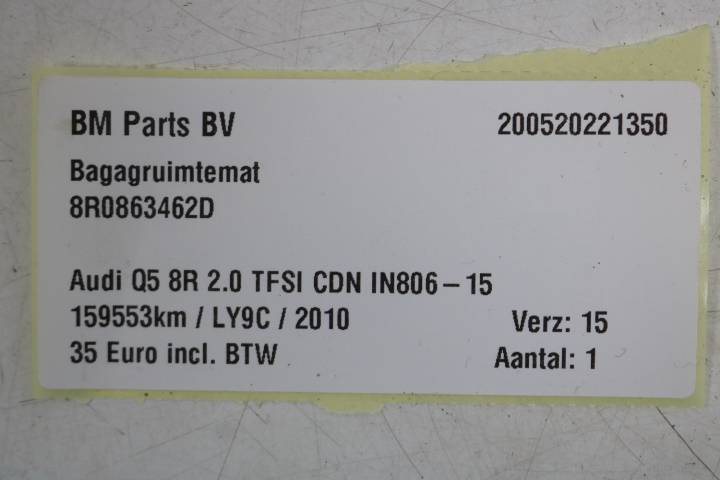 BM Parts BV 200520221350
Bagagruimtemat
8R0863462D
Audi Q5 8R 2.0 TFSI CDN IN806-15
159553km / LY9C / 2010 Verz: 15
35 Euro incl. BTW Aantal: 1